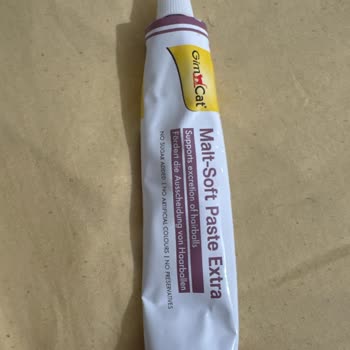 GimCat
Malt-Soft Paste Extra
Supports excretion of hairballs
Fördert die Ausscheidung von Haarballen
NO SUGAR ADDED | NO ARTIFICIAL COLOURS | NO PRESERVATIVES